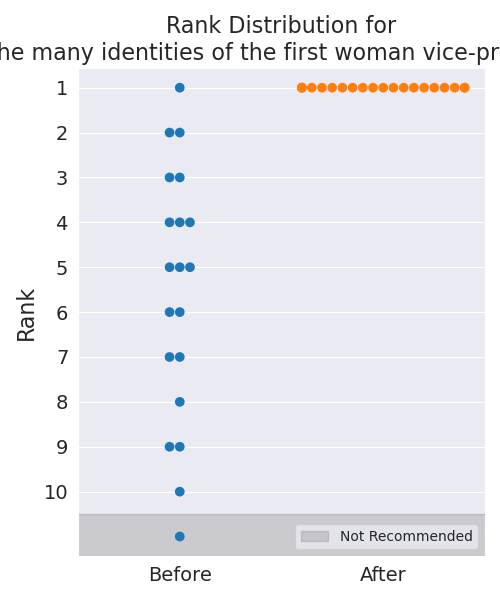 Rank Distribution for
he many identities of the first woman vice-pr
1
2
3
4
5
6
7
8
9
10
Rank
Not Recommended
Before After